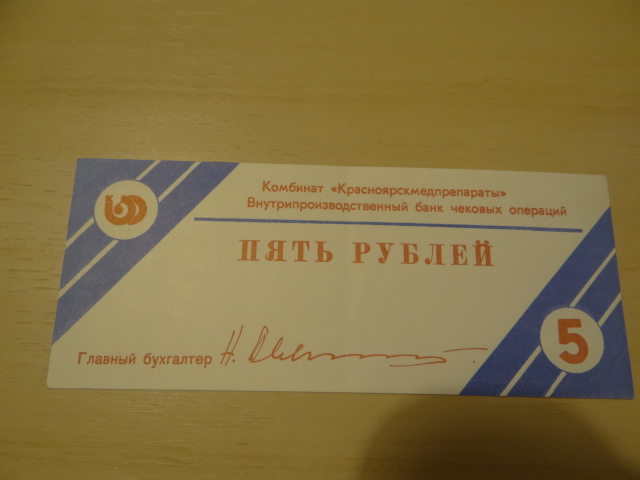 Комбинат «Красноярскмедпрепараты»
Внутрипроизводственный банк чековых операций
ПЯТЬ РУБЛЕЙ
Главный бухгалтер Н.
5